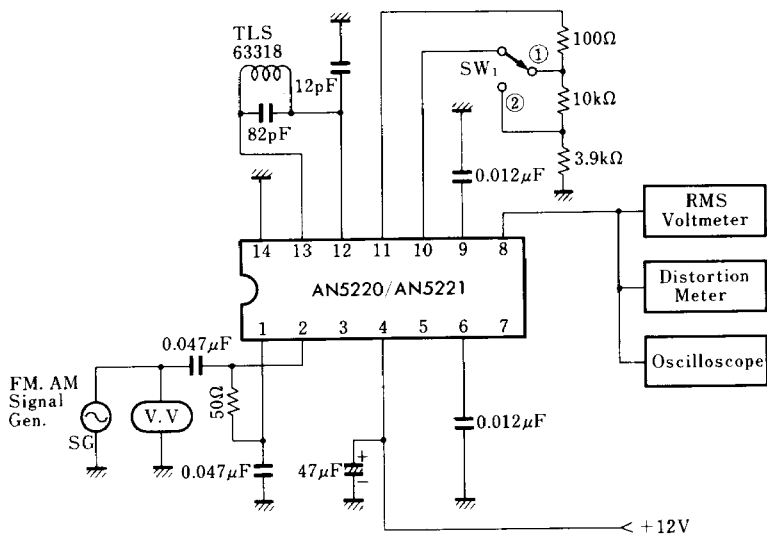 TLS
63318
12pF
82pF
SW₁
①
②
100Ω
10kΩ
3.9kΩ
0.012μF
14 13 12 11 10 9 8
AN5220/AN5221
1 2 3 4 5 6 7
RMS
Voltmeter
Distortion
Meter
Oscilloscope
0.047μF
FM. AM
Signal
Gen.
SG
V.V
50Ω
0.047μF
47μF
+
−
0.012μF
+12V